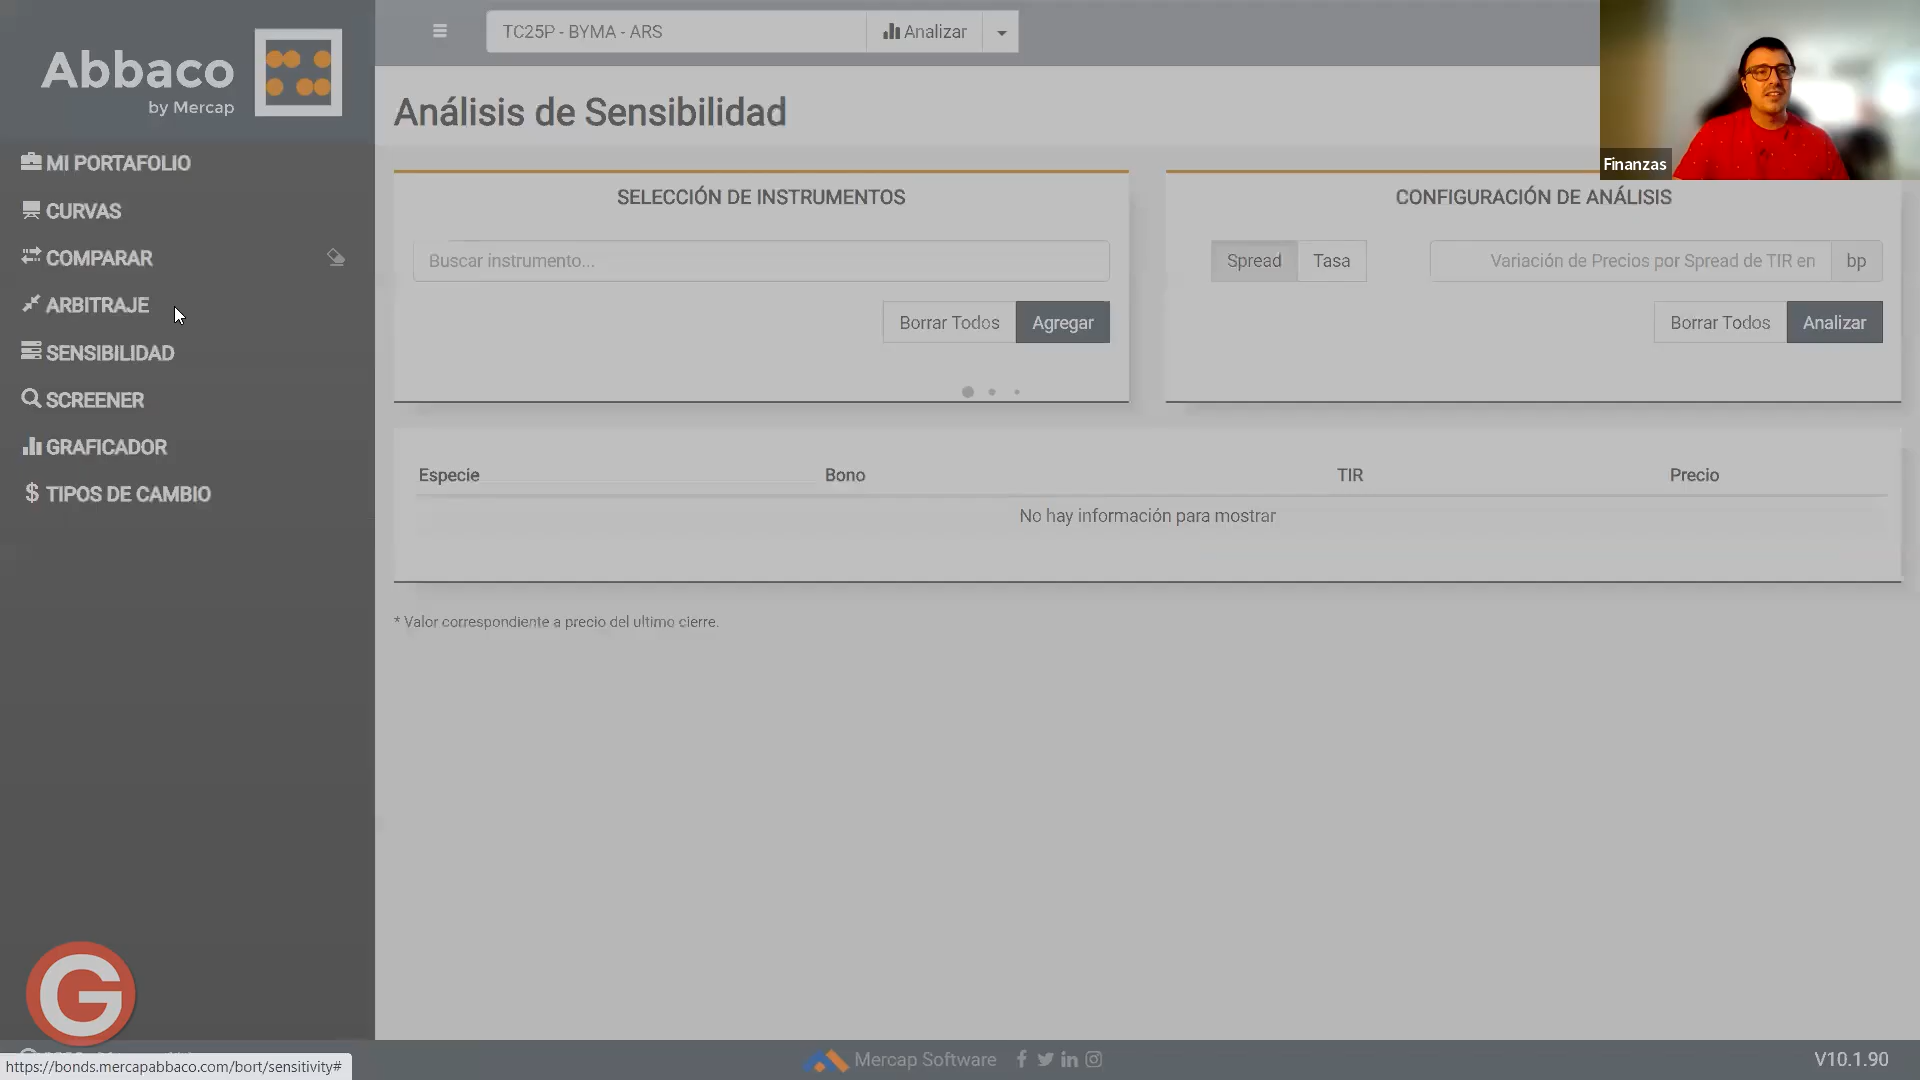 Abbaco
by Mercap
MI PORTAFOLIO
CURVAS
COMPARAR
ARBITRAJE
SENSIBILIDAD
SCREENER
GRAFICADOR
$ TIPOS DE CAMBIO
TC25P - BYMA - ARS
Analizar
Análisis de Sensibilidad
Finanzas
SELECCIÓN DE INSTRUMENTOS
Buscar instrumento...
Borrar Todos
Agregar
CONFIGURACIÓN DE ANÁLISIS
Spread
Tasa
Variación de Precios por Spread de TIR en
bp
Borrar Todos
Analizar
Especie
Bono
TIR
Precio
No hay información para mostrar
* Valor correspondiente a precio del ultimo cierre.
G
https://bonds.mercapabbaco.com/bort/sensitivity#
Mercap Software
V10.1.90